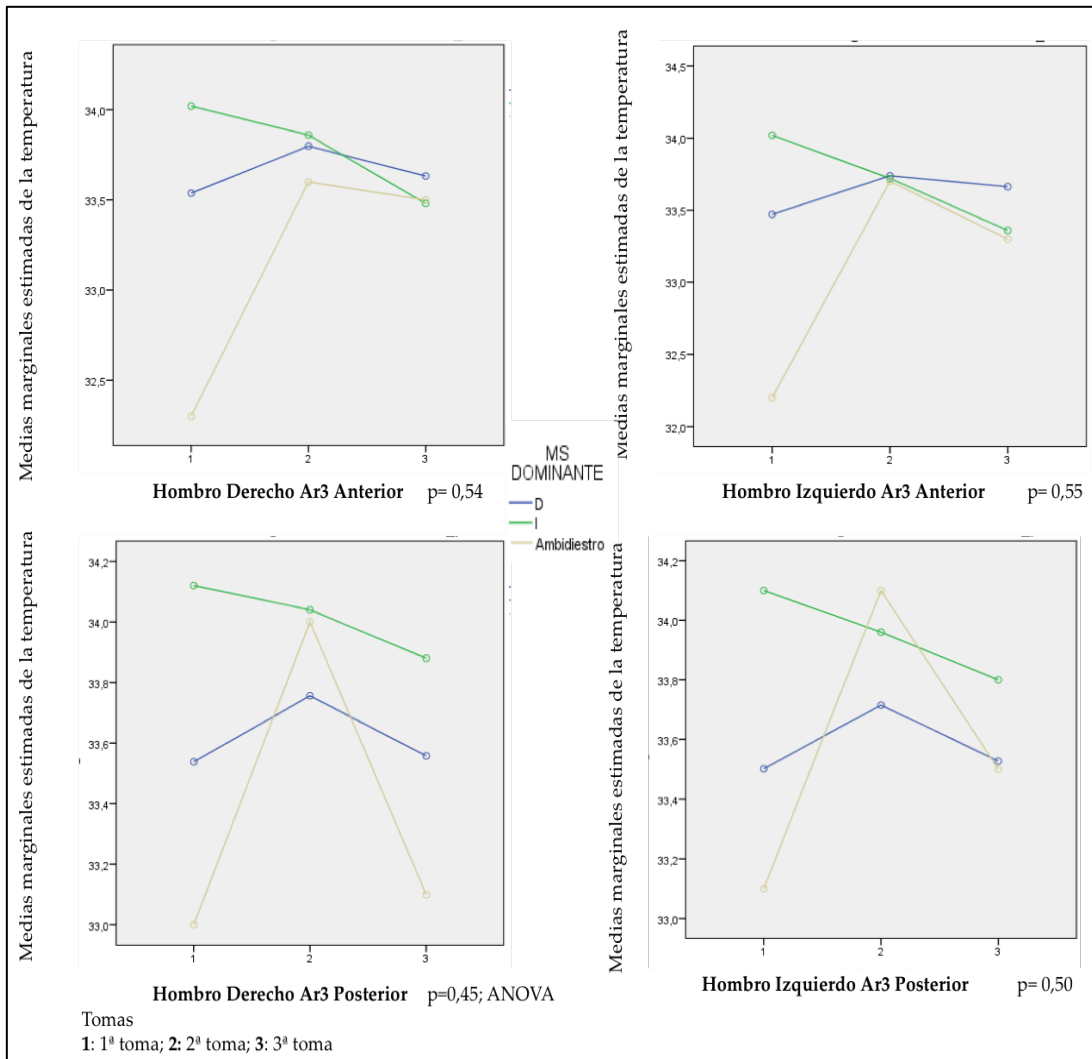 Medias marginales estimadas de la temperatura
34,0
33,5
33,0
32,5
1 2 3
Hombro Derecho Ar3 Anterior p= 0,54
Medias marginales estimadas de la temperatura
34,5
34,0
33,5
33,0
32,5
32,0
1 2 3
Hombro Izquierdo Ar3 Anterior p= 0,55
MS
DOMINANTE
D
I
Ambidiestro
Medias marginales estimadas de la temperatura
34,2
34,0
33,8
33,6
33,4
33,2
33,0
1 2 3
Hombro Derecho Ar3 Posterior p=0,45; ANOVA
Medias marginales estimadas de la temperatura
34,2
34,0
33,8
33,6
33,4
33,2
33,0
1 2 3
Hombro Izquierdo Ar3 Posterior p= 0,50
Tomas
1: 1ª toma; 2: 2ª toma; 3: 3ª toma